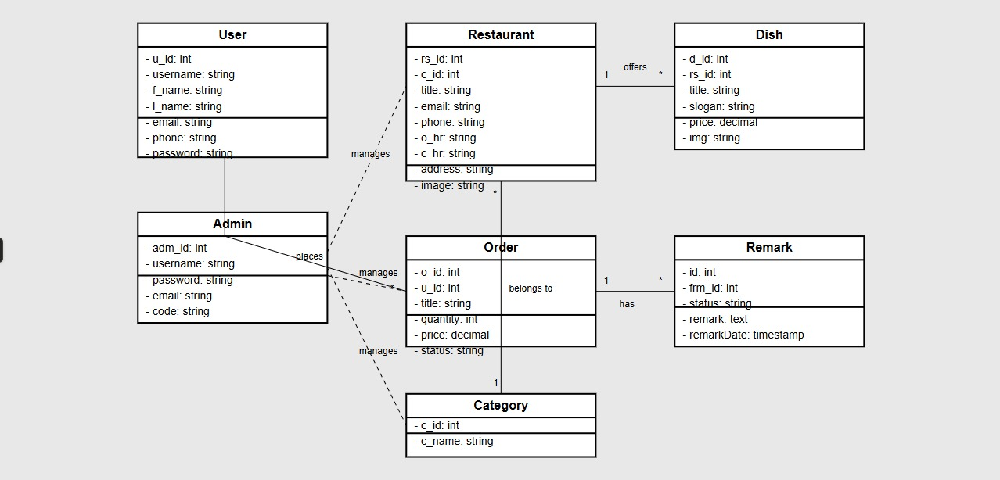 User
- u_id: int
- username: string
- f_name: string
- l_name: string
- email: string
- phone: string
- password: string
Restaurant
- rs_id: int
- c_id: int
- title: string
- email: string
- phone: string
- o_hr: string
- c_hr: string
- address: string
- image: string
Dish
- d_id: int
- rs_id: int
- title: string
- slogan: string
- price: decimal
- img: string
offers
1
*
manages
*
Admin
- adm_id: int
- username: string
- password: string
- email: string
- code: string
places
manages
*
manages
Order
- o_id: int
- u_id: int
- title: string
- quantity: int
- price: decimal
- status: string
belongs to
1
*
has
Remark
- id: int
- frm_id: int
- status: string
- remark: text
- remarkDate: timestamp
1
Category
- c_id: int
- c_name: string